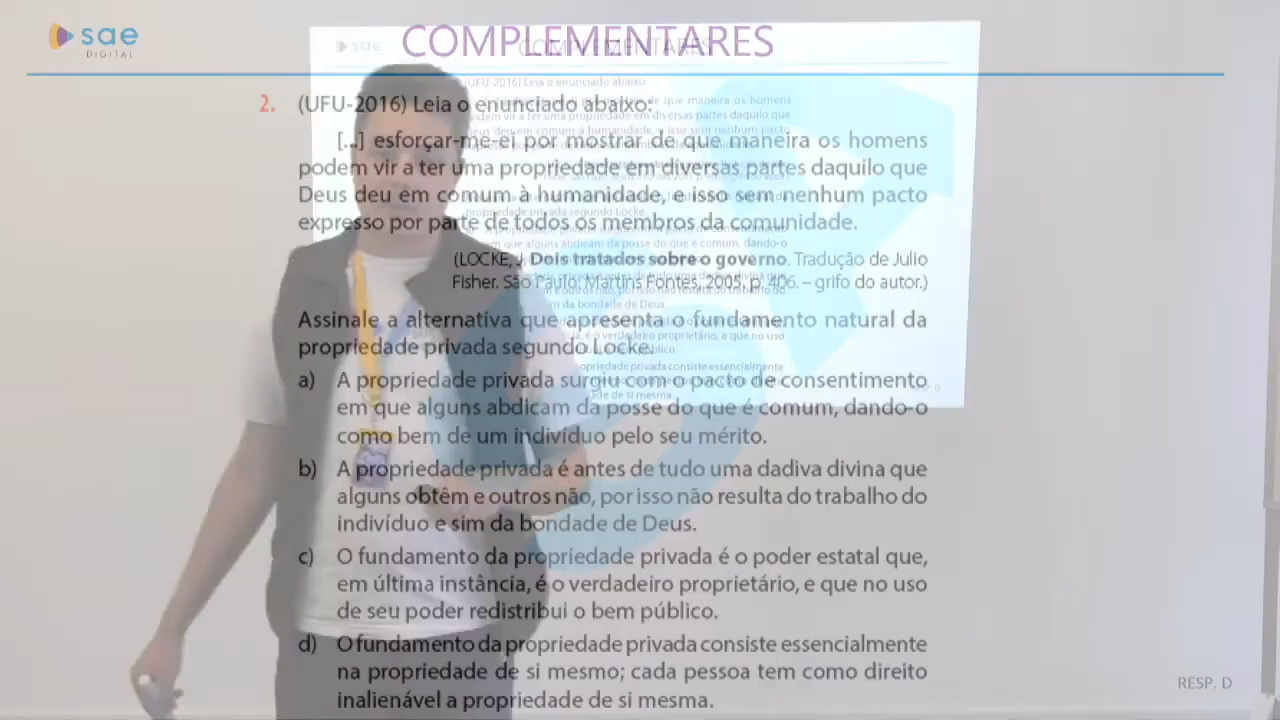 sae
DIGITAL
COMPLEMENTARES
2. (UFU-2016) Leia o enunciado abaixo:
[...] esforçar-me-ei por mostrar de que maneira os homens
podem vir a ter uma propriedade em diversas partes daquilo que
Deus deu em comum à humanidade, e isso sem nenhum pacto
expresso por parte de todos os membros da comunidade.
(LOCKE, J. Dois tratados sobre o governo. Tradução de Julio
Fisher. São Paulo: Martins Fontes, 2005, p. 406. – grifo do autor.)
Assinale a alternativa que apresenta o fundamento natural da
propriedade privada segundo Locke.
a) A propriedade privada surgiu com o pacto de consentimento
em que alguns abdicam da posse do que é comum, dando-o
como bem de um indivíduo pelo seu mérito.
b) A propriedade privada é antes de tudo uma dadiva divina que
alguns obtêm e outros não, por isso não resulta do trabalho do
indivíduo e sim da bondade de Deus.
c) O fundamento da propriedade privada é o poder estatal que,
em última instância, é o verdadeiro proprietário, e que no uso
de seu poder redistribui o bem público.
d) O fundamento da propriedade privada consiste essencialmente
na propriedade de si mesmo; cada pessoa tem como direito
inalienável a propriedade de si mesma.
RESP. D